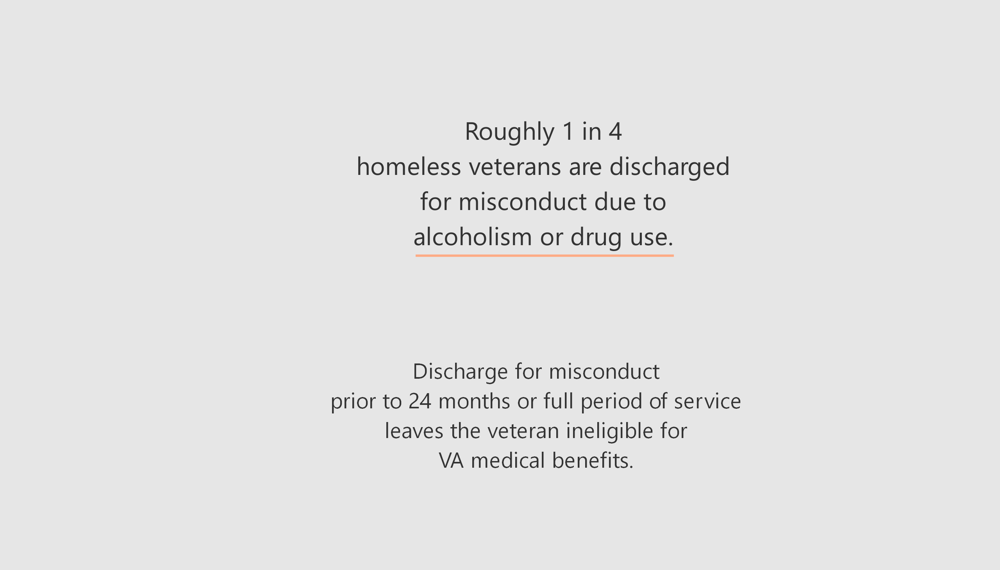 Roughly 1 in 4
homeless veterans are discharged
for misconduct due to
alcoholism or drug use.
Discharge for misconduct
prior to 24 months or full period of service
leaves the veteran ineligible for
VA medical benefits.